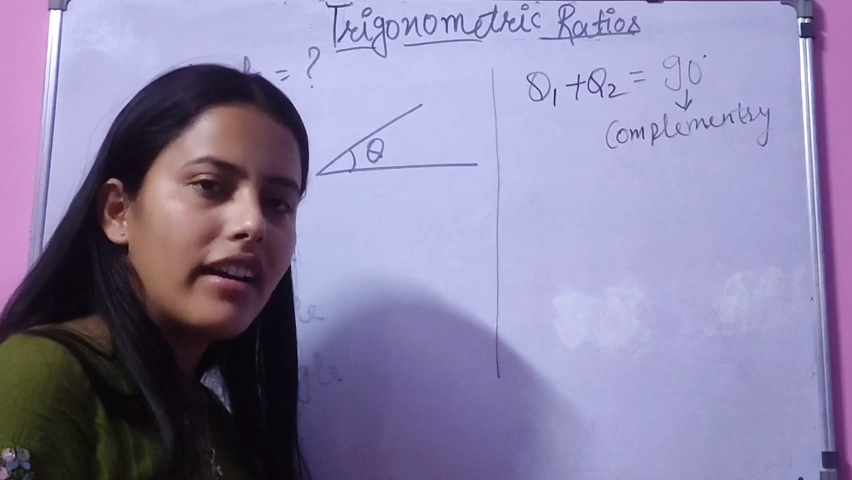 Trigonometric Ratios
= ?
θ₁ + θ₂ = 90°
↓
Complementry
θ